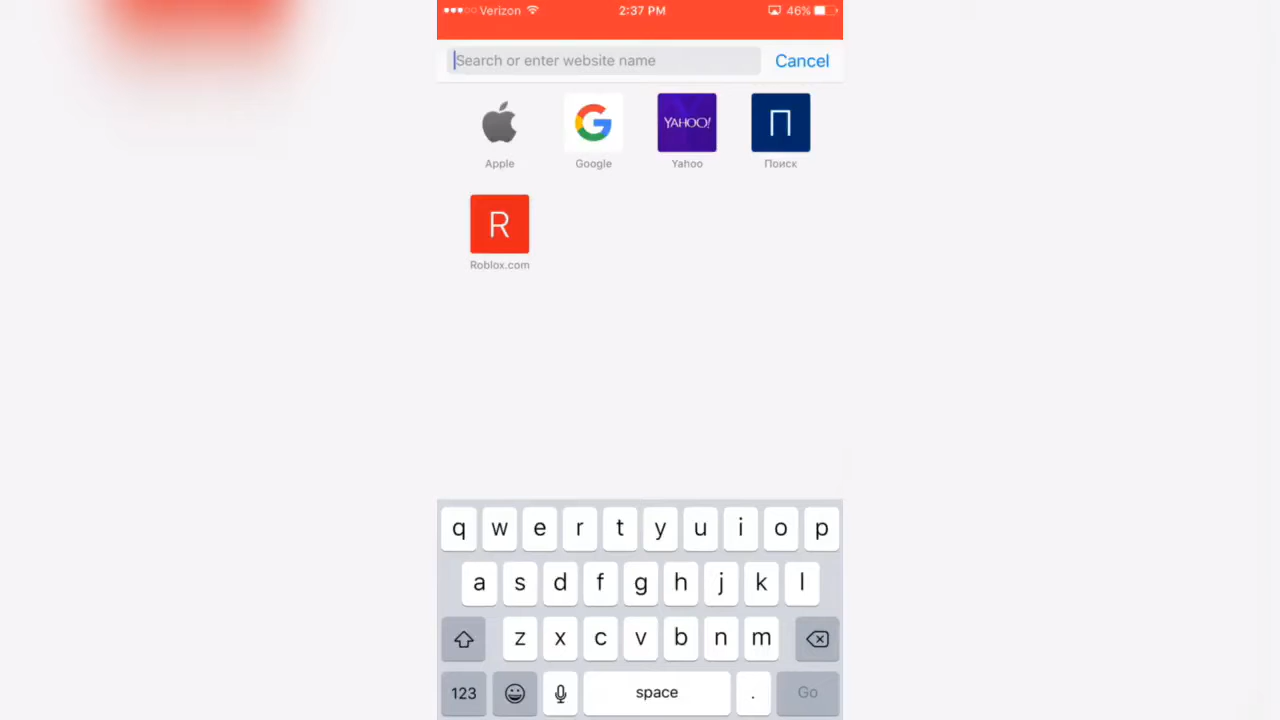 Verizon 2:37 PM 46%
Search or enter website name Cancel
YAHOO! П
Apple Google Yahoo Поиск
R
Roblox.com
q w e r t y u i o p
a s d f g h j k l
z x c v b n m
123 space . Go